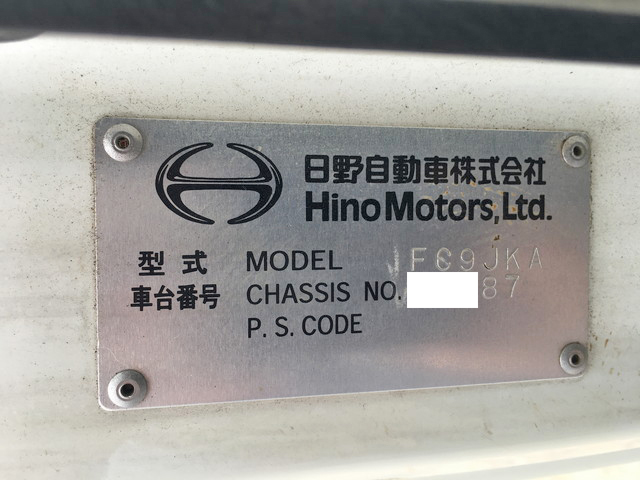 日野自動車株式会社
Hino Motors, Ltd.
型式 MODEL FC9JKA
車台番号 CHASSIS NO. 87
P. S. CODE